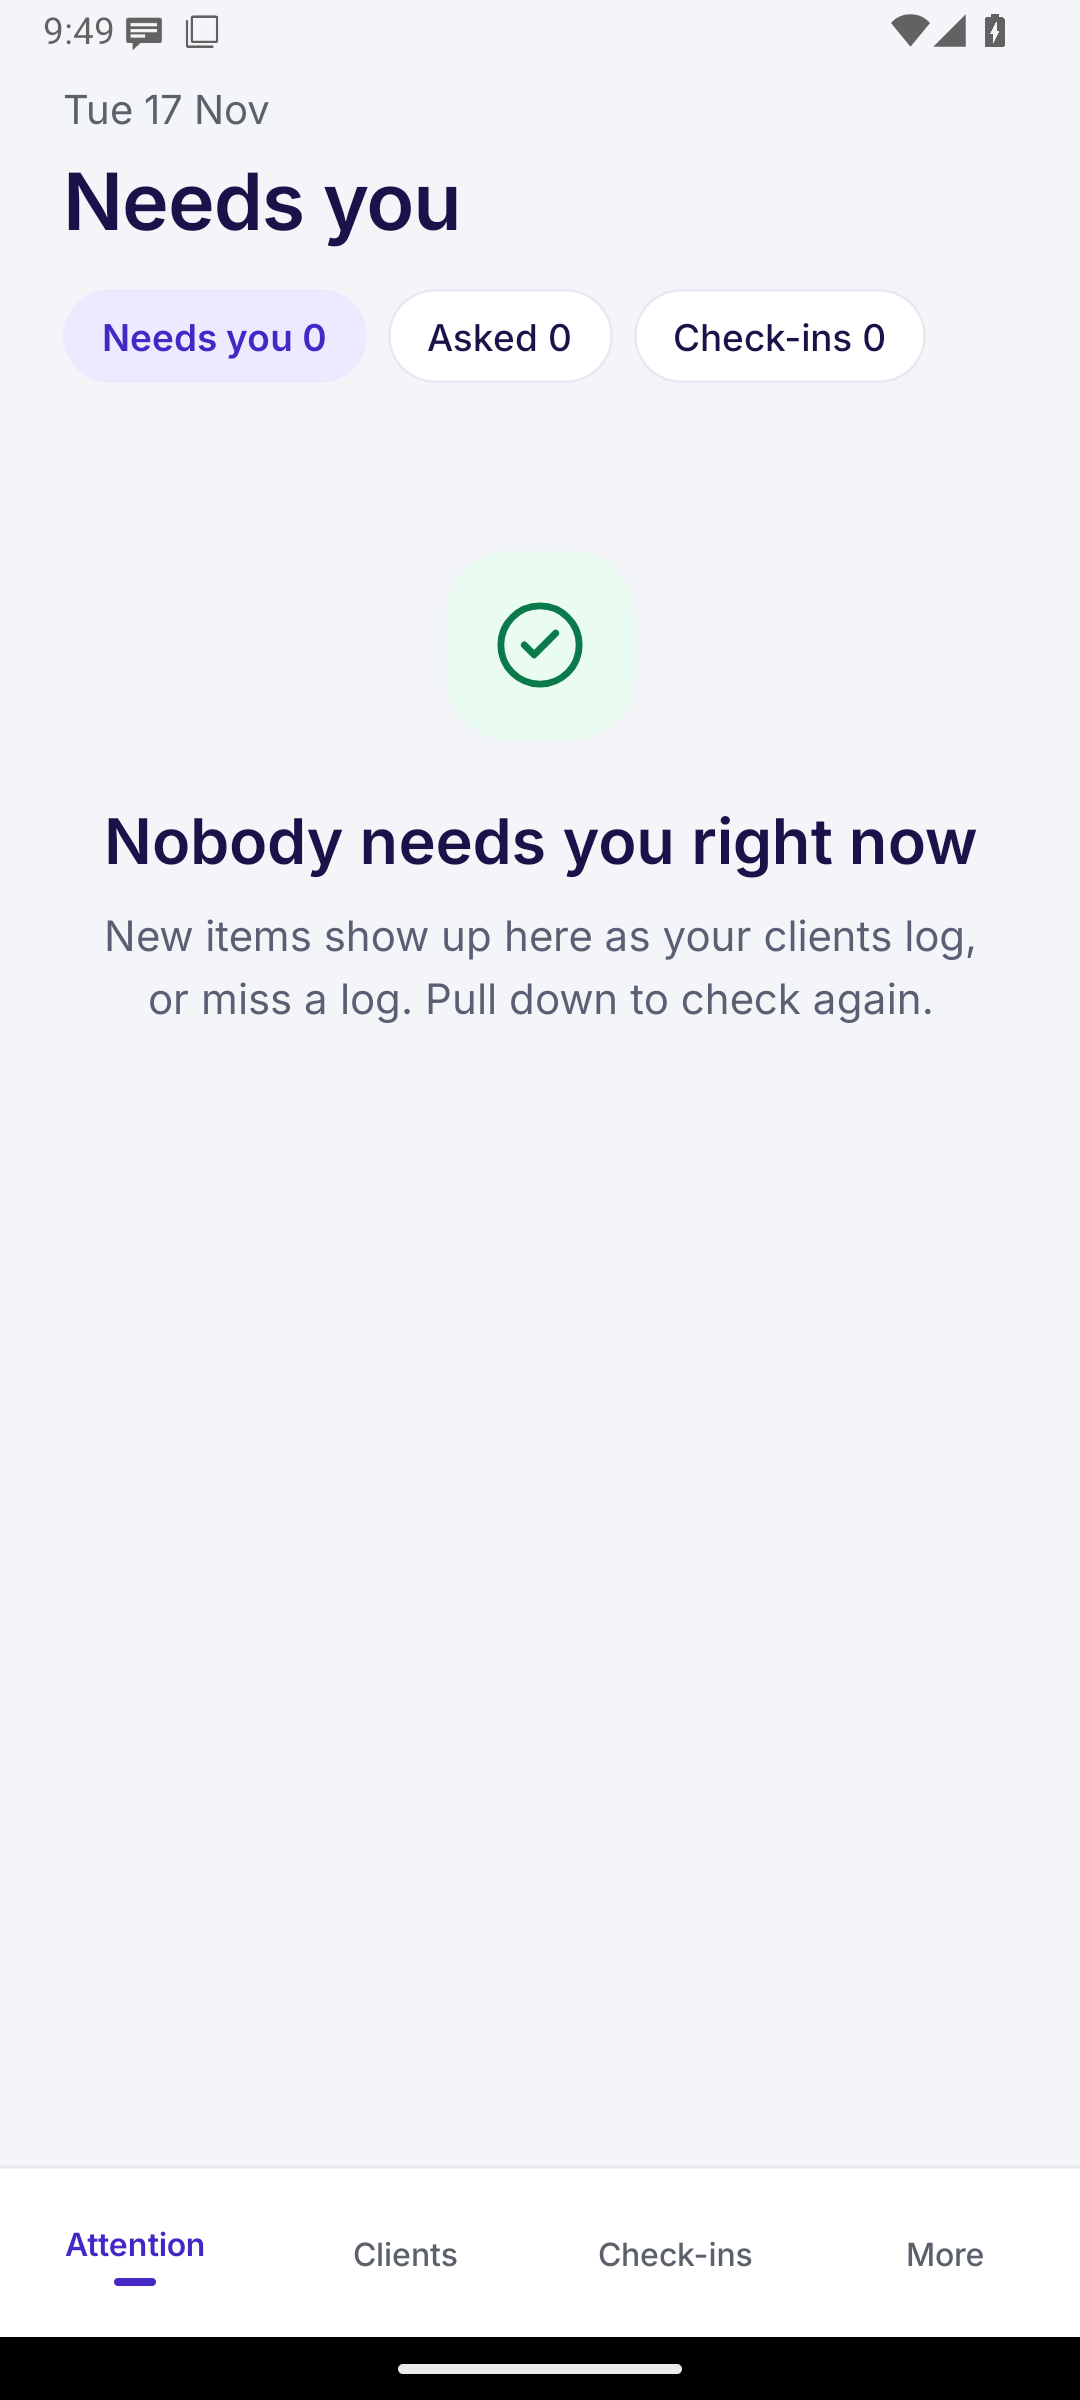 9:49
Tue 17 Nov
Needs you
Needs you 0
Asked 0
Check-ins 0
Nobody needs you right now
New items show up here as your clients log,
or miss a log. Pull down to check again.
Attention
Clients
Check-ins
More